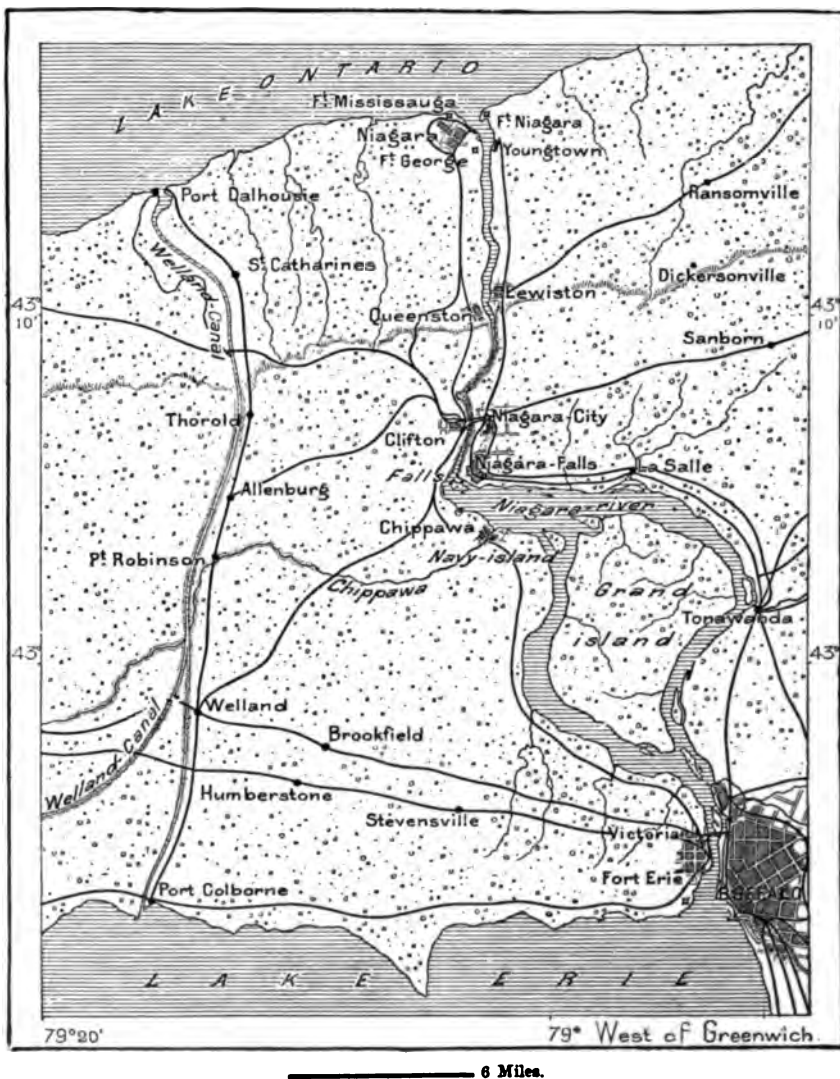 LAKE ONTARIO
Ft. Mississauga
Ft. Niagara
Niagara
Ft. George
Youngtown
Port Dalhousie
Ransomville
Welland-Canal
St. Catharines
Dickersonville
43°
10'
Lewiston
43°
10'
Queenston
Sanborn
Thorold
Niagara-City
Clifton
Niagara-Falls
La Salle
Falls
Allenburg
Niagara-river
Chippawa
Pt. Robinson
Navy-island
Chippawa
Grand
island
Tonawanda
43°
43°
Welland
Brookfield
Welland-Canal
Humberstone
Stevensville
Victoria
Fort Erie
Port Colborne
BUFFALO
LAKE ERIE
79°20'
79° West of Greenwich.
6 Miles.